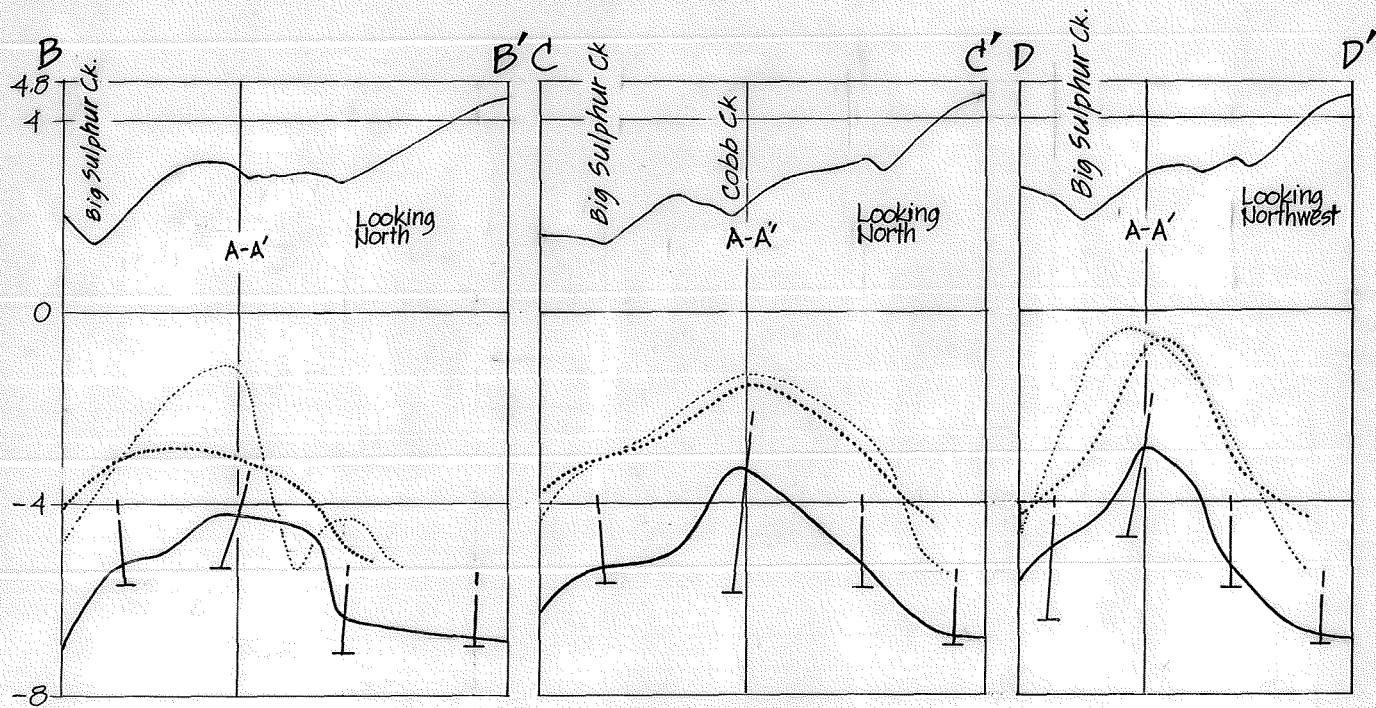 B
B'
C
C'
D
D'
4.8
4
0
-4
-8
Big Sulphur Ck.
A-A'
Looking
North
Big Sulphur Ck
Cobb Ck
A-A"
Looking
North
Big Sulphur Ck.
A-A'
Looking
Northwest